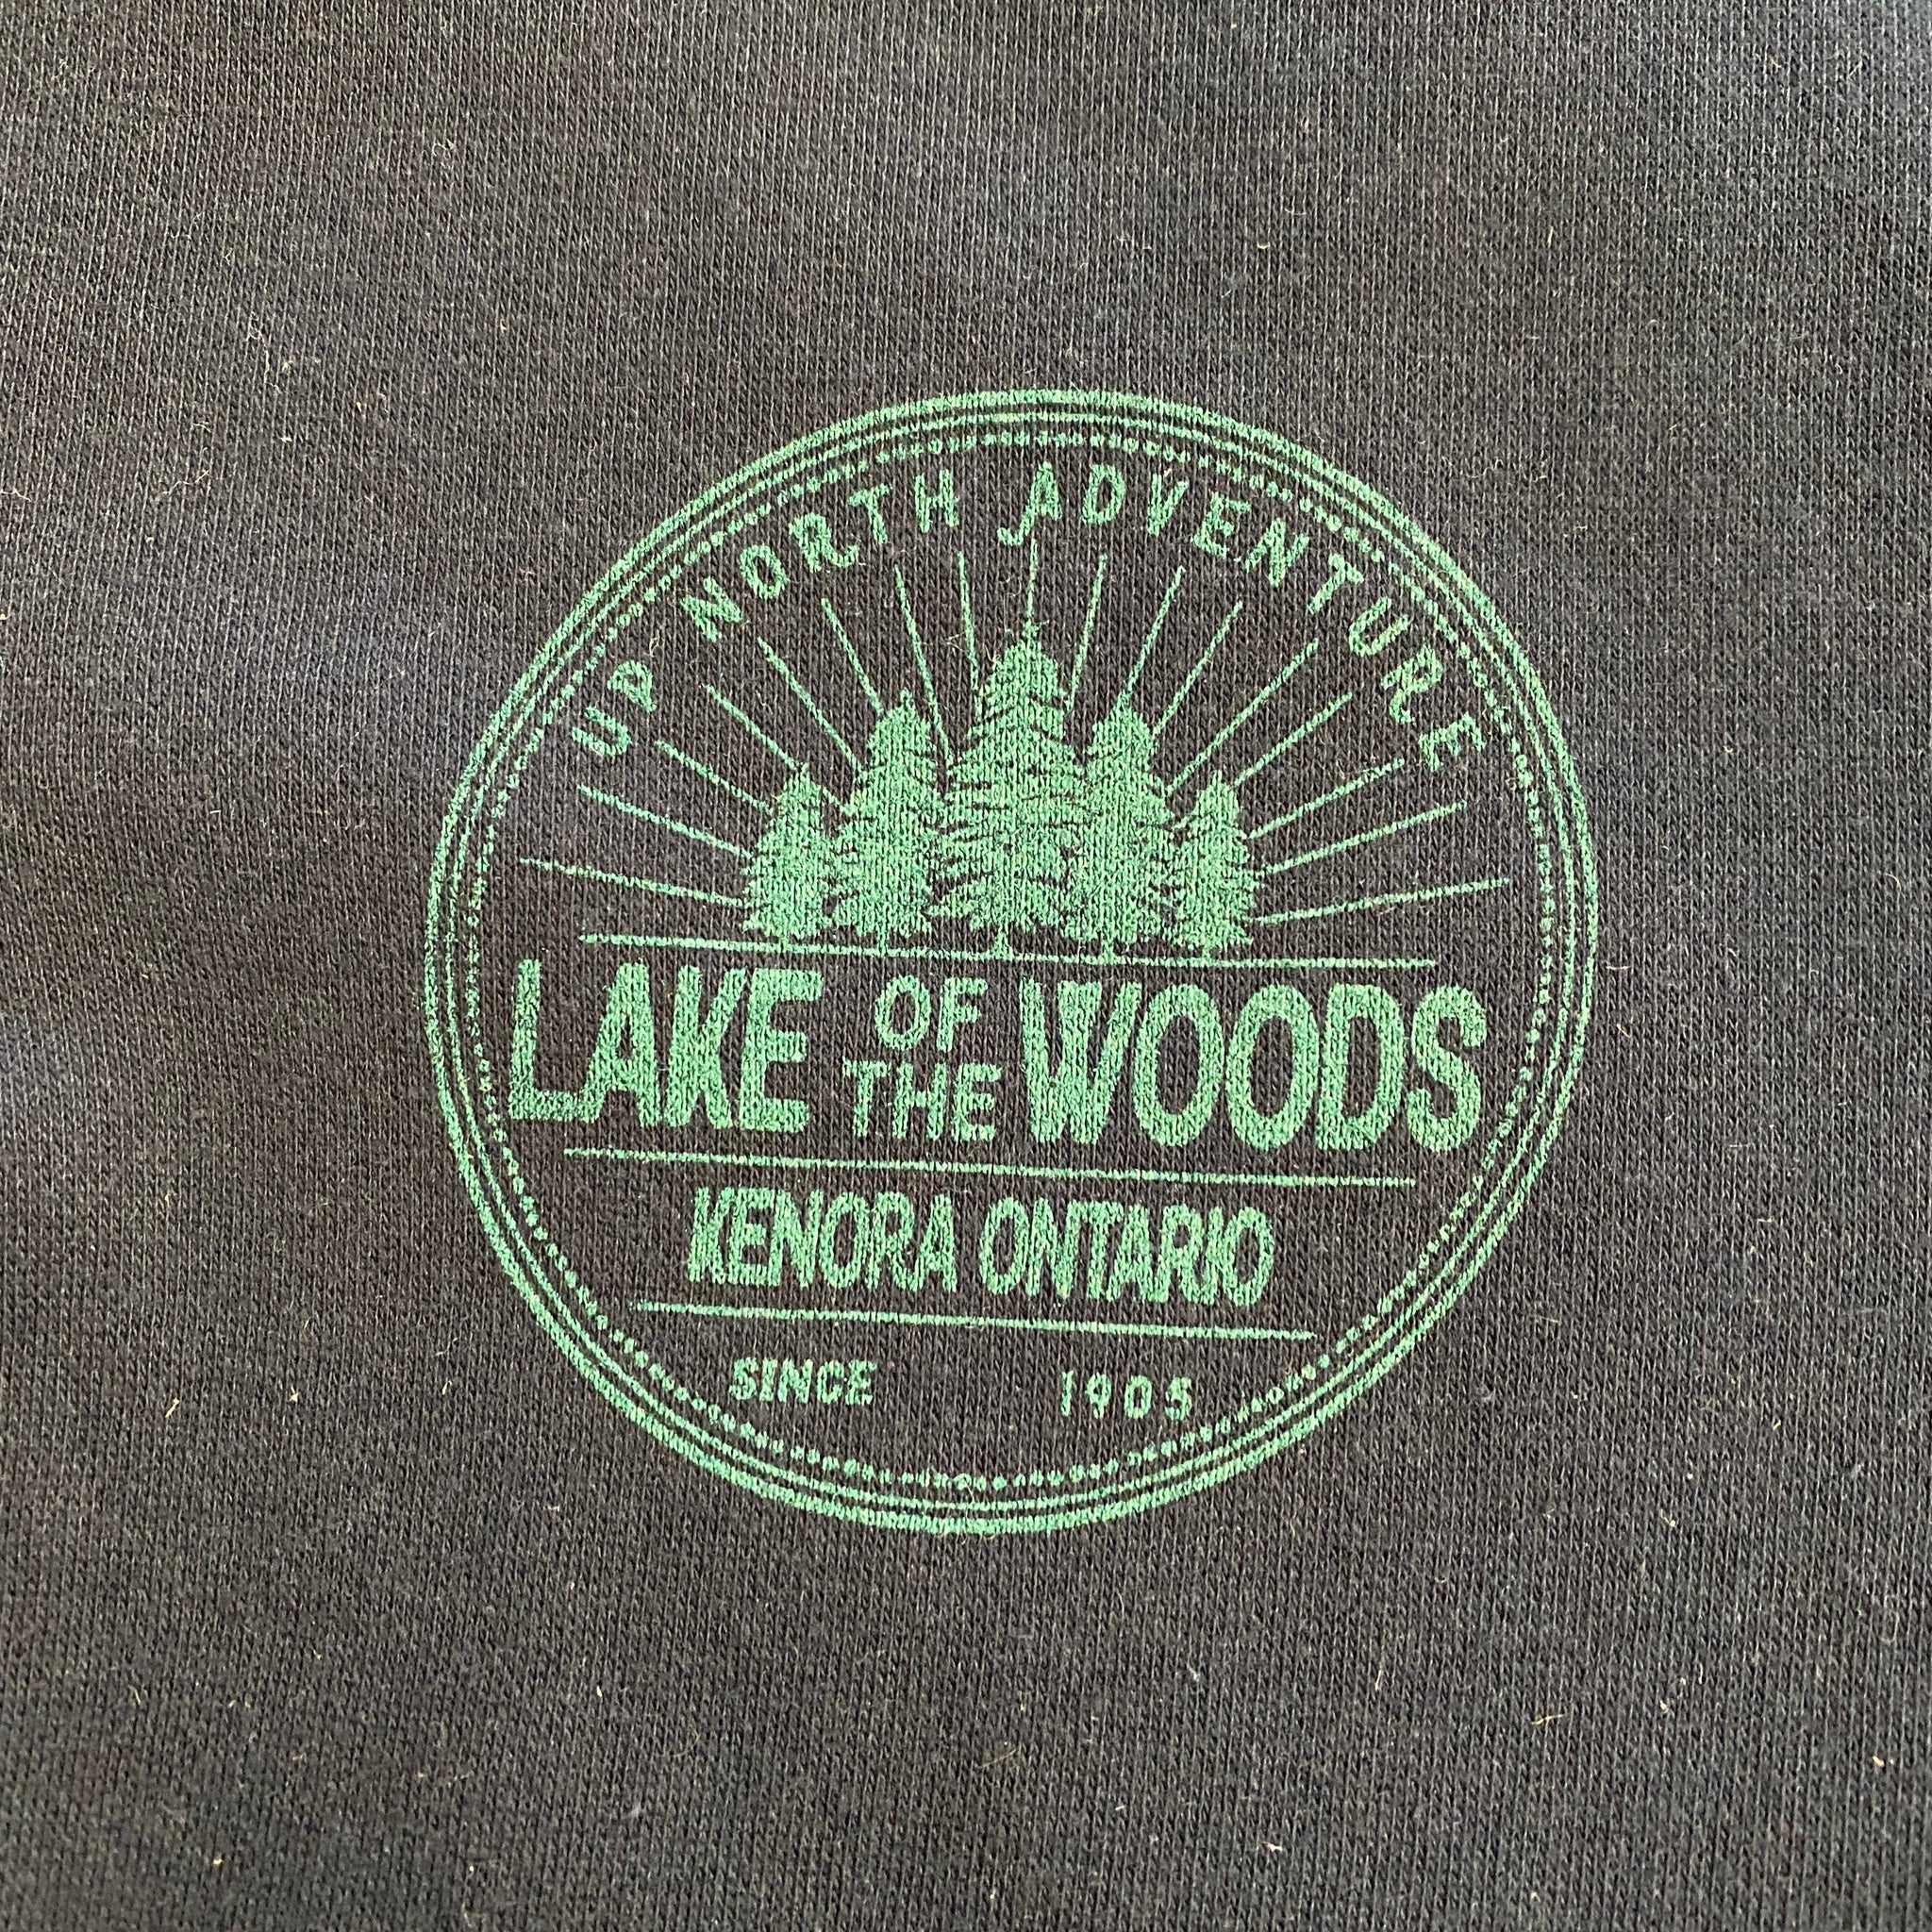 UP NORTH ADVENTURE
LAKE OF THE WOODS
KENORA ONTARIO
SINCE 1905